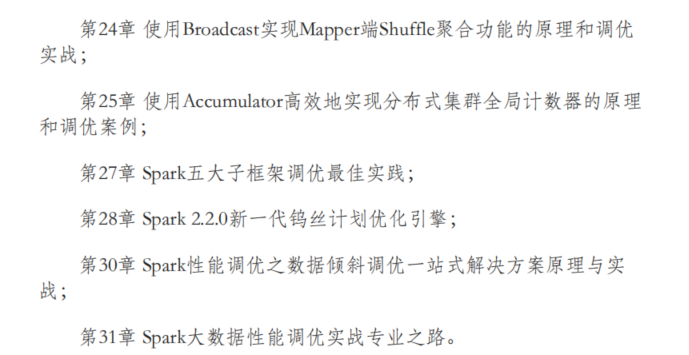 第24章 使用Broadcast实现Mapper端Shuffle聚合功能的原理和调优
实战；
第25章 使用Accumulator高效地实现分布式集群全局计数器的原理
和调优案例；
第27章 Spark五大子框架调优最佳实践；
第28章 Spark 2.2.0新一代钨丝计划优化引擎；
第30章 Spark性能调优之数据倾斜调优一站式解决方案原理与实
战；
第31章 Spark大数据性能调优实战专业之路。